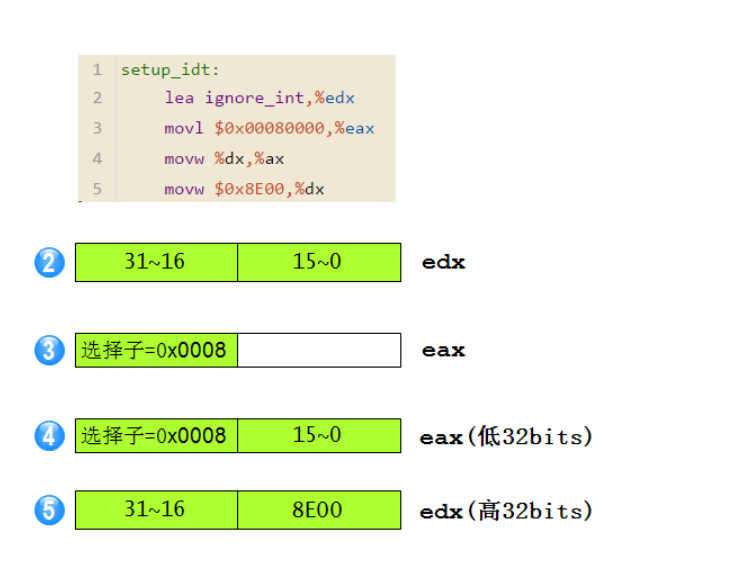 1 setup_idt:
2 lea ignore_int,%edx
3 movl $0x00080000,%eax
4 movw %dx,%ax
5 movw $0x8E00,%dx
2 31~16 15~0 edx
3 选择子=0x0008 eax
4 选择子=0x0008 15~0 eax(低32bits)
5 31~16 8E00 edx(高32bits)